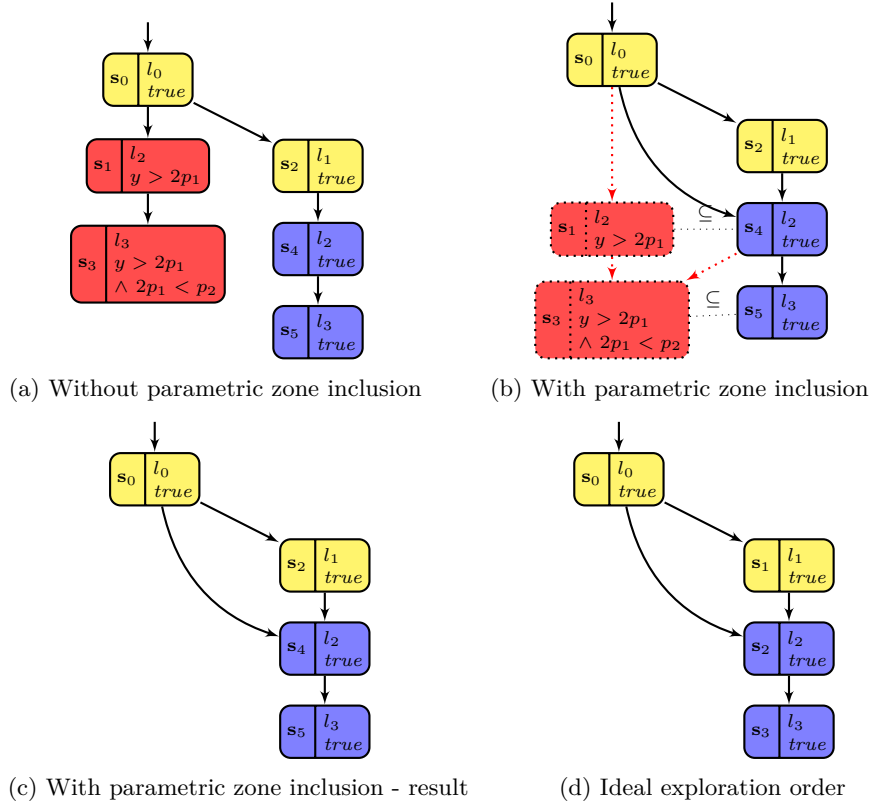 s₀ l₀
true
s₁ l₂
y > 2p₁
s₂ l₁
true
s₃ l₃
y > 2p₁
∧ 2p₁ < p₂
s₄ l₂
true
s₅ l₃
true
(a) Without parametric zone inclusion
s₀ l₀
true
s₂ l₁
true
s₁ l₂
y > 2p₁
⊆
s₄ l₂
true
s₃ l₃
y > 2p₁
∧ 2p₁ < p₂
⊆
s₅ l₃
true
(b) With parametric zone inclusion
s₀ l₀
true
s₂ l₁
true
s₄ l₂
true
s₅ l₃
true
(c) With parametric zone inclusion - result
s₀ l₀
true
s₁ l₁
true
s₂ l₂
true
s₃ l₃
true
(d) Ideal exploration order